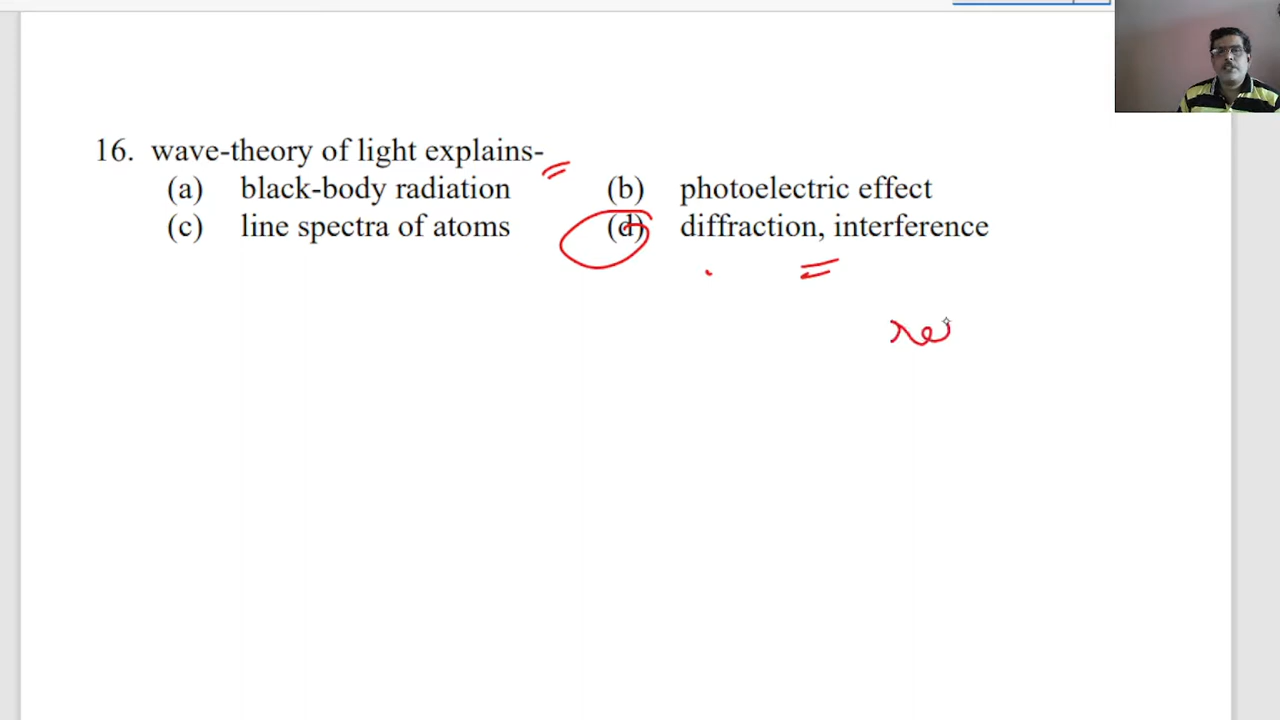 16. wave-theory of light explains-
(a) black-body radiation (b) photoelectric effect
(c) line spectra of atoms (d) diffraction, interference